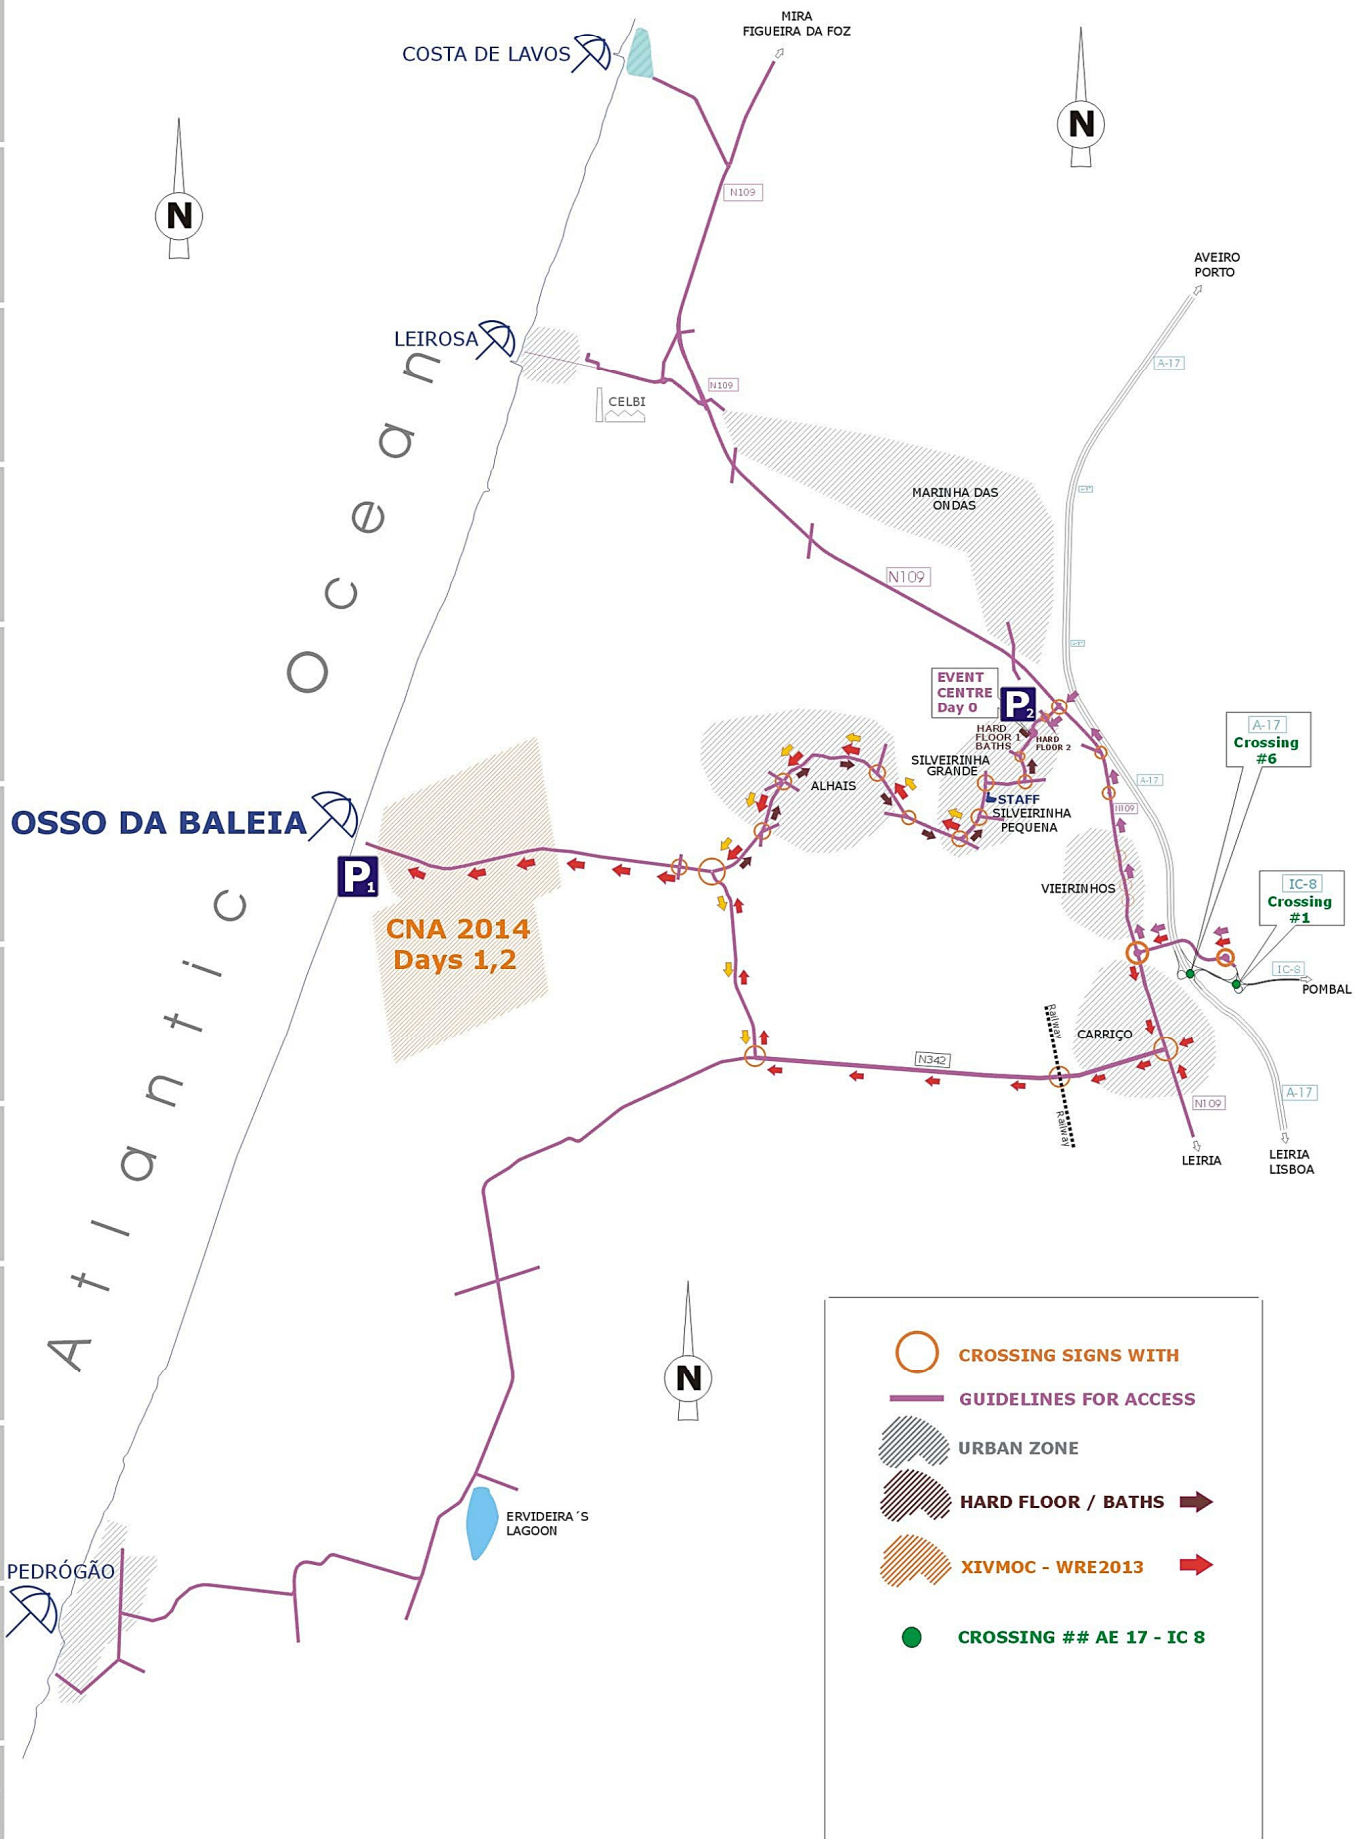 MIRA
FIGUEIRA DA FOZ
COSTA DE LAVOS
N
N
N109
AVEIRO
PORTO
LEIROSA
A-17
N109
CELBI
MARINHA DAS
ONDAS
N109
EVENT
CENTRE
Day 0
P2
HARD
FLOOR 1
BATHS
HARD
FLOOR 2
A-17
Crossing
#6
SILVEIRINHA
GRANDE
ALHAIS
A-17
STAFF
SILVEIRINHA
PEQUENA
N109
OSSO DA BALEIA
P1
VIEIRINHOS
IC-8
Crossing
#1
CNA 2014
Days 1,2
IC-8
POMBAL
Railway
CARRIÇO
N342
A-17
N109
Railway
LEIRIA
LEIRIA
LISBOA
Atlantic Ocean
N
CROSSING SIGNS WITH
GUIDELINES FOR ACCESS
URBAN ZONE
HARD FLOOR / BATHS
XIVMOC - WRE2013
CROSSING ## AE 17 - IC 8
ERVIDEIRA´S
LAGOON
PEDRÓGÃO